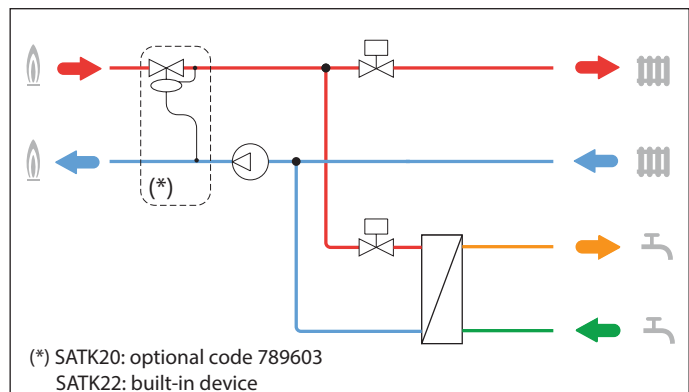 (*)
(*) SATK20: optional code 789603
SATK22: built-in device